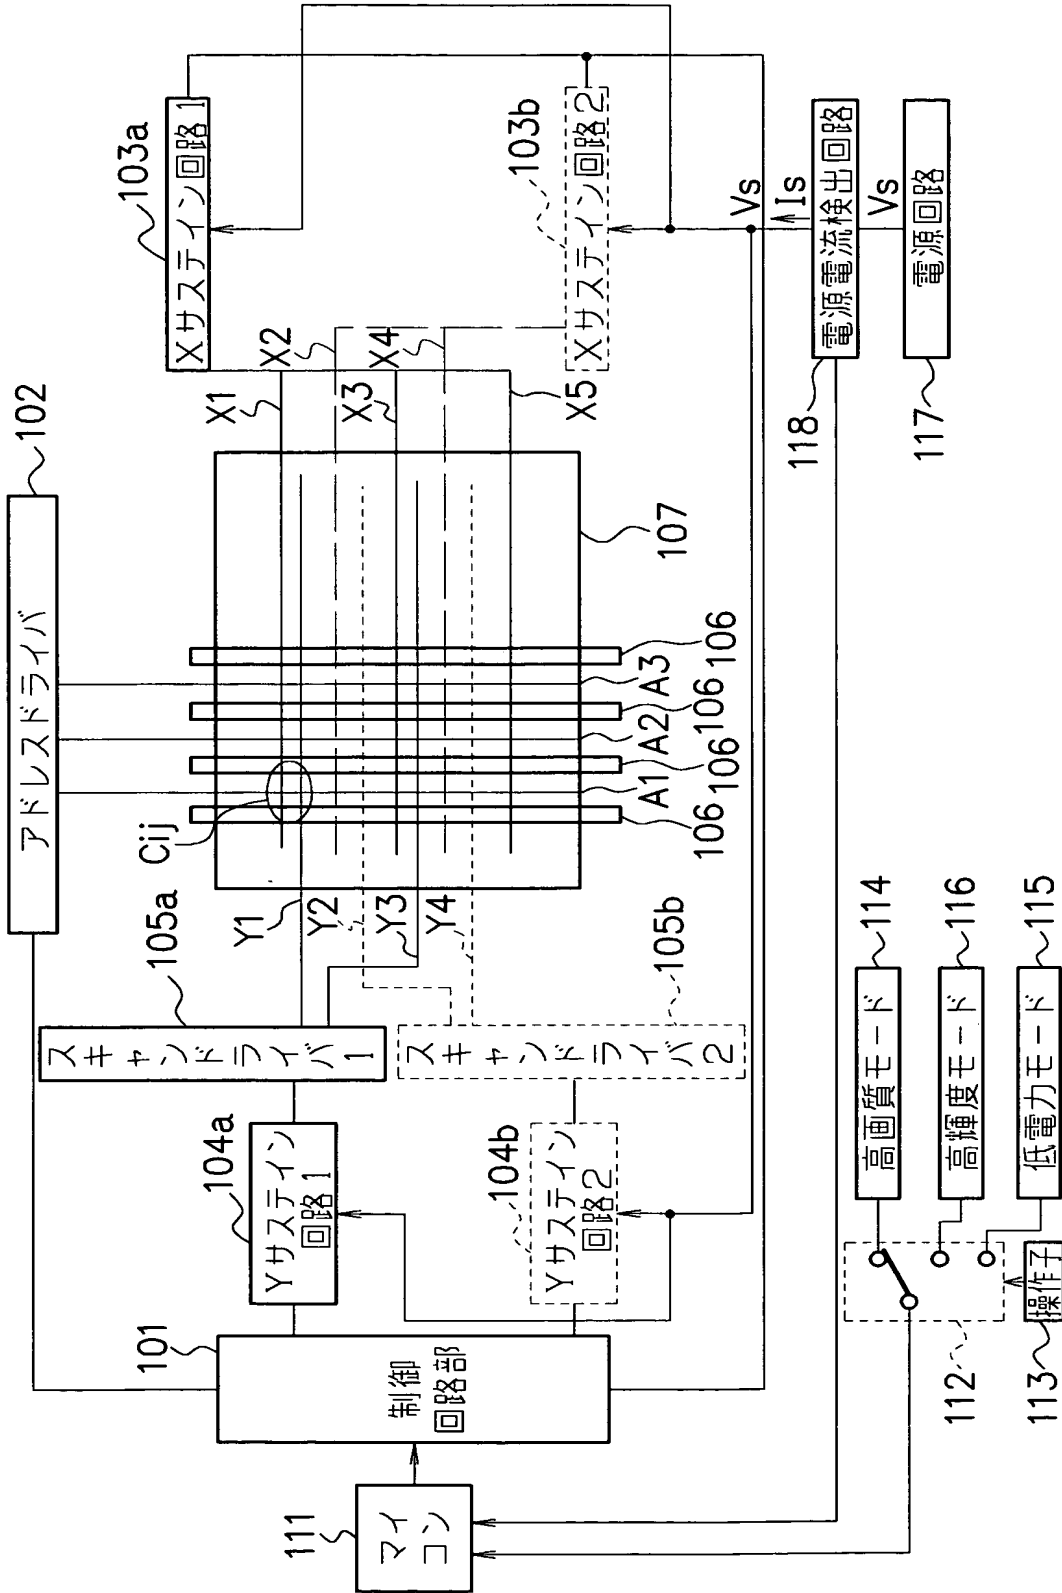 102
アドレスドライバ
103a
Xサステイン回路1
105a
スキャンドライバ1
104a
Yサステイン
回路1
101
制御
回路部
111
マイ
コン
Cij
Y1
Y2
Y3
Y4
X1
X2
X3
X4
X5
107
106
A1
106
A2
106
A3
106
105b
スキャンドライバ2
104b
Yサステイン
回路2
103b
Xサステイン回路2
Vs
Is
118
電源電流検出回路
Vs
117
電源回路
114
高画質モード
116
高輝度モード
115
低電力モード
112
113
操作子